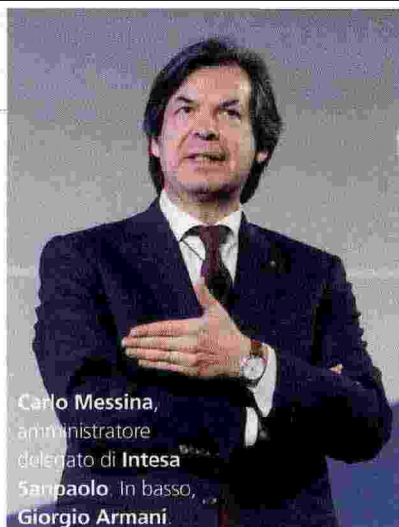 Carlo Messina,
amministratore
delegato di Intesa
Sanpaolo. In basso,
Giorgio Armani.